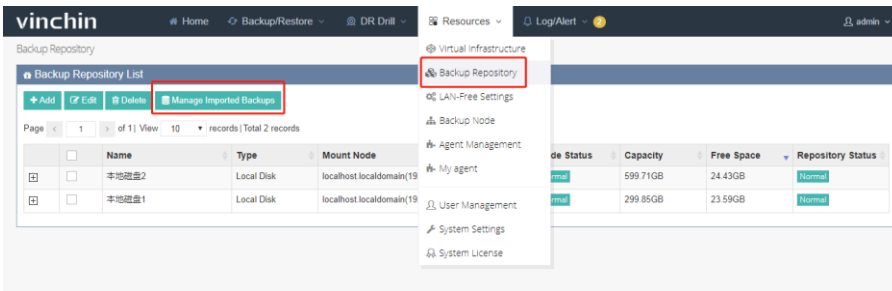 vinchin Home Backup/Restore DR Drill Resources Log/Alert 2 admin
Backup Repository
Virtual Infrastructure
Backup Repository List
Backup Repository
Add Edit Delete Manage Imported Backups
LAN-Free Settings
Backup Node
Page 1 of 1| View 10 records|Total 2 records
Agent Management
Name Type Mount Node de Status Capacity Free Space Repository Status
My agent
本地磁盘2 Local Disk localhost.localdomain(19 rmal 599.71GB 24.43GB Normal
本地磁盘1 Local Disk localhost.localdomain(19 rmal 299.85GB 23.59GB Normal
User Management
System Settings
System License